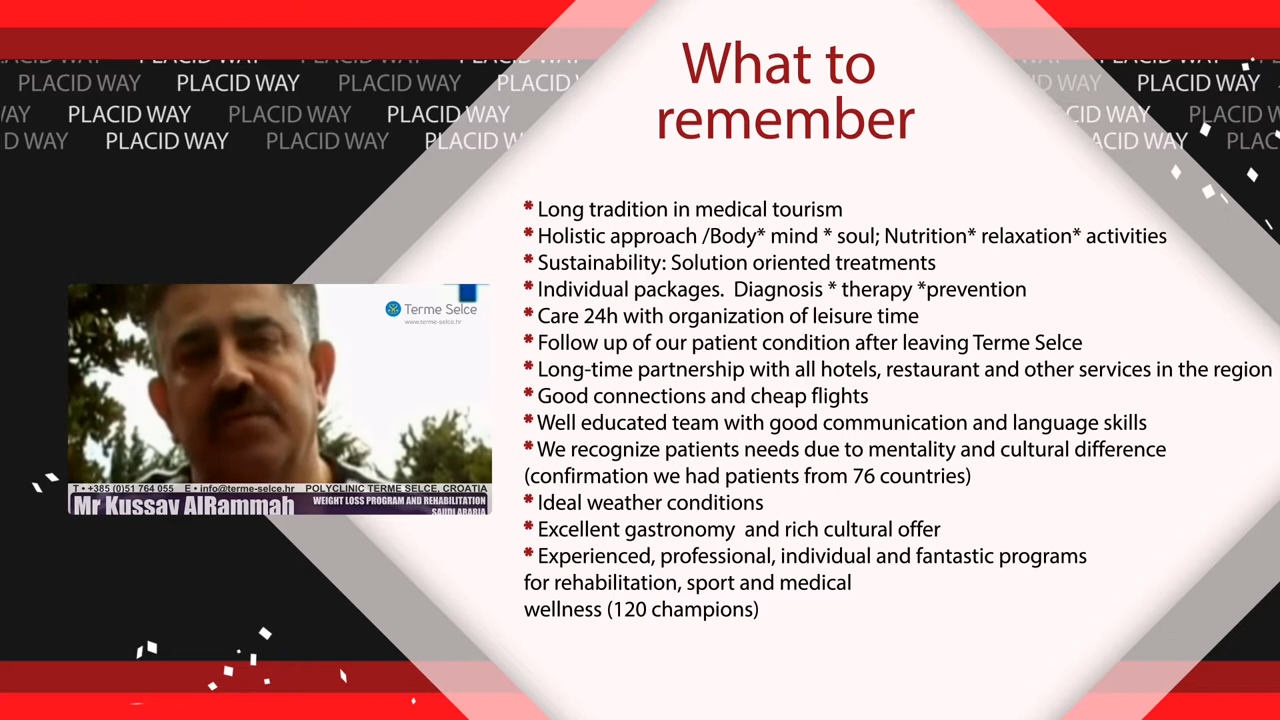 What to
remember
PLACID WAY PLACID WAY PLACID WAY PLACID WAY PLACID WAY
PLACID WAY PLACID WAY PLACID WAY
PLACID WAY PLACID WAY
* Long tradition in medical tourism
* Holistic approach /Body* mind * soul; Nutrition* relaxation* activities
* Sustainability: Solution oriented treatments
* Individual packages. Diagnosis * therapy *prevention
* Care 24h with organization of leisure time
* Follow up of our patient condition after leaving Terme Selce
* Long-time partnership with all hotels, restaurant and other services in the region
* Good connections and cheap flights
* Well educated team with good communication and language skills
* We recognize patients needs due to mentality and cultural difference
(confirmation we had patients from 76 countries)
* Ideal weather conditions
* Excellent gastronomy and rich cultural offer
* Experienced, professional, individual and fantastic programs
for rehabilitation, sport and medical
wellness (120 champions)
Terme Selce
www.terme-selce.hr
T • +385 (0)51 764 055 E • info@terme-selce.hr POLYCLINIC TERME SELCE, CROATIA
Mr Kussay AlRammah WEIGHT LOSS PROGRAM AND REHABILITATION
SAUDI ARABIA